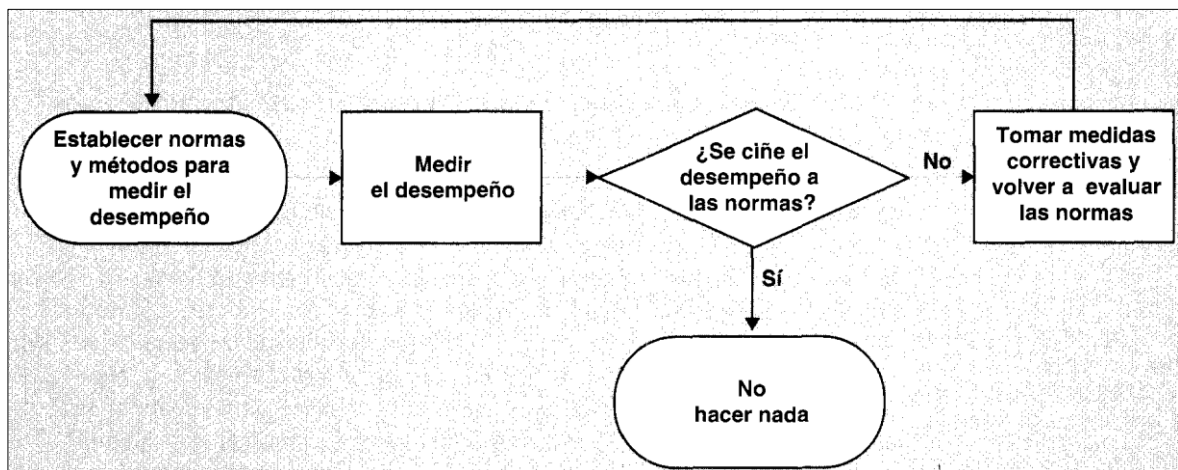 Establecer normas
y métodos para
medir el
desempeño
Medir
el desempeño
¿Se ciñe el
desempeño a
las normas?
No
Tomar medidas
correctivas y
volver a evaluar
las normas
Sí
No
hacer nada